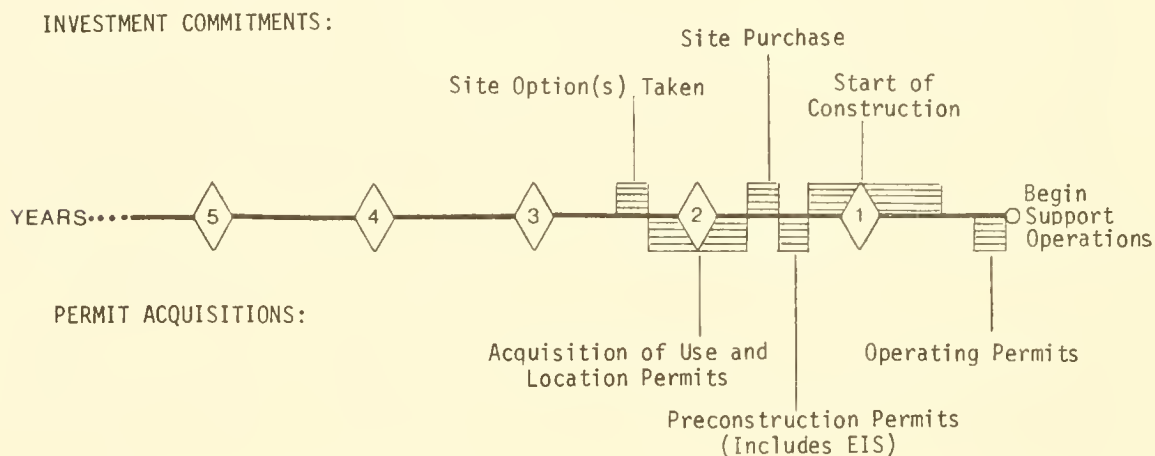 INVESTMENT COMMITMENTS:
Site Purchase
Site Option(s) Taken
Start of
Construction
YEARS....
5
4
3
2
1
Begin
Support
Operations
PERMIT ACQUISITIONS:
Acquisition of Use and
Location Permits
Operating Permits
Preconstruction Permits
(Includes EIS)